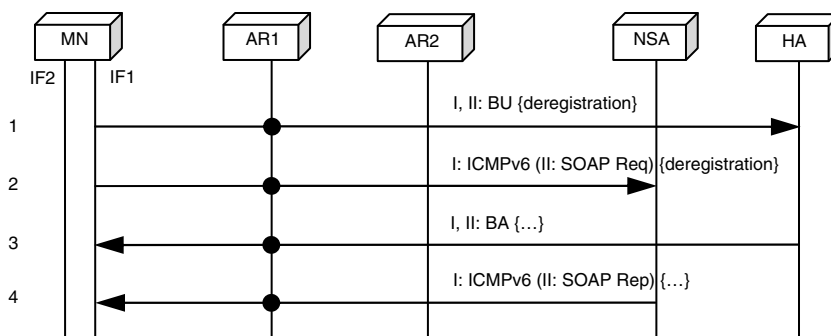 MN AR1 AR2 NSA HA
IF2 IF1
I, II: BU {deregistration}
1
I: ICMPv6 (II: SOAP Req) {deregistration}
2
I, II: BA {...}
3
I: ICMPv6 (II: SOAP Rep) {...}
4